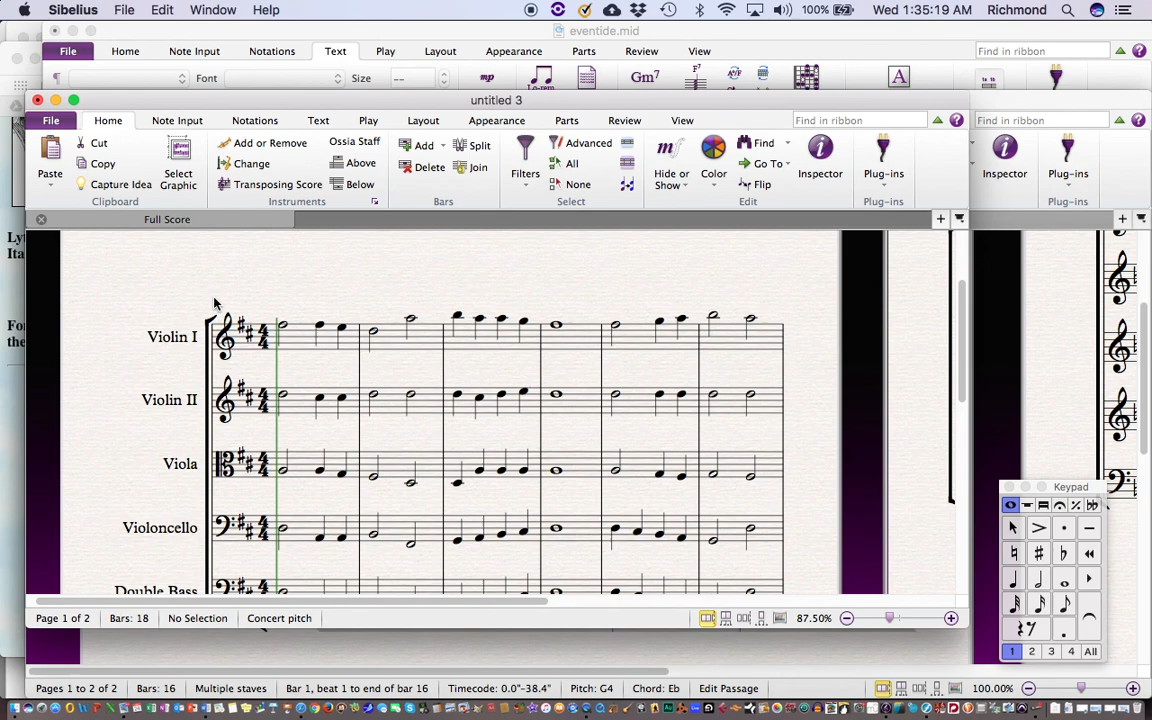 Sibelius File Edit Window Help 100% Wed 1:35:19 AM Richmond
eventide.mid
File Home Note Input Notations Text Play Layout Appearance Parts Review View Find in ribbon
Font Size -- mp Lo-rem Gm7 F7 A
untitled 3
File Home Note Input Notations Text Play Layout Appearance Parts Review View Find in ribbon
Paste Cut Copy Capture Idea Select Graphic Add or Remove Change Transposing Score Ossia Staff Above Below Add Delete Split Join Filters Advanced All None Hide or Show Color Find Go To Flip Inspector Plug-ins Inspector Plug-ins
Clipboard Instruments Bars Select Edit Plug-ins Plug-ins
Full Score
Violin I
Violin II
Viola
Violoncello
Double Bass
Keypad
1 2 3 4 All
Page 1 of 2 Bars: 18 No Selection Concert pitch 87.50%
Pages 1 to 2 of 2 Bars: 16 Multiple staves Bar 1, beat 1 to end of bar 16 Timecode: 0.0"-38.4" Pitch: G4 Chord: Eb Edit Passage 100.00%